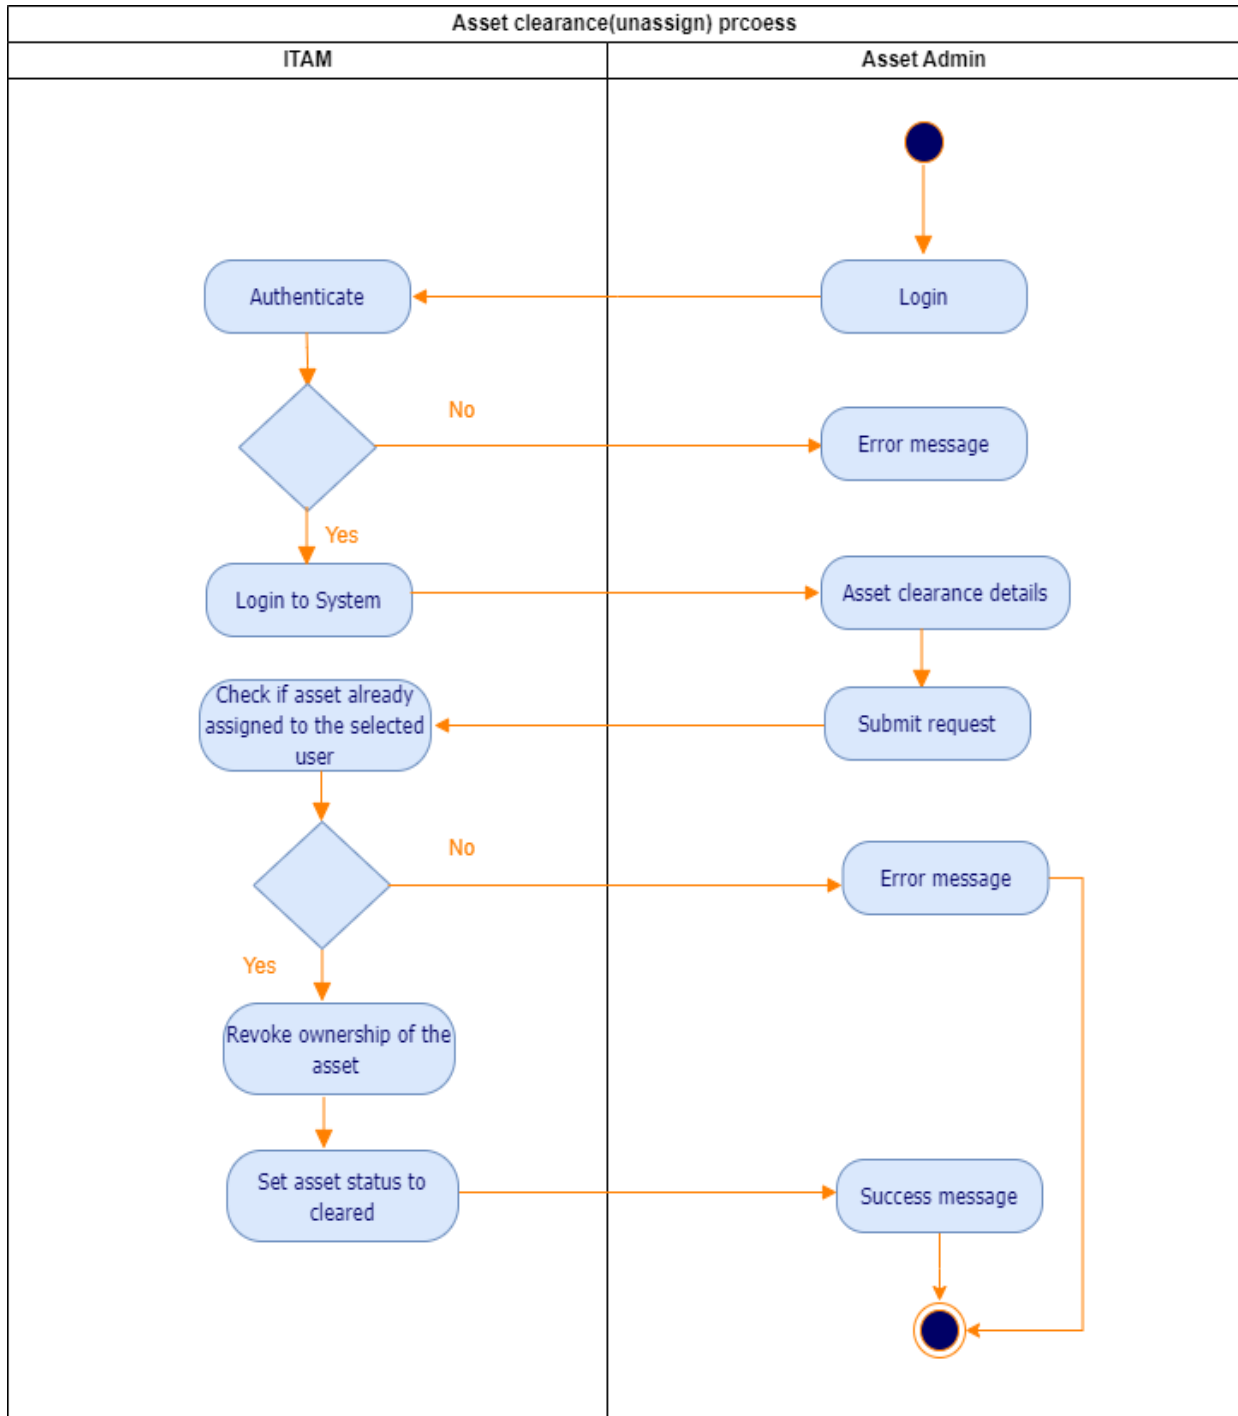 Asset clearance(unassign) prcoess
ITAM
Asset Admin
Authenticate
Login
No
Error message
Yes
Login to System
Asset clearance details
Check if asset already
assigned to the selected
user
Submit request
No
Error message
Yes
Revoke ownership of the
asset
Set asset status to
cleared
Success message